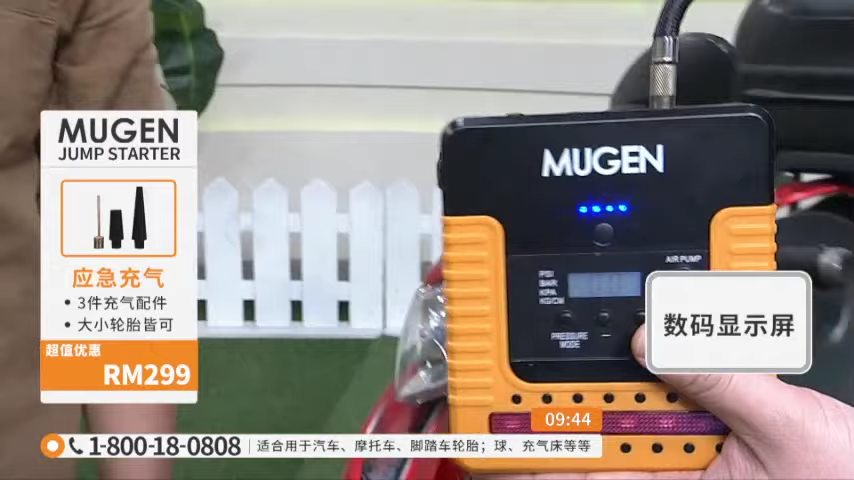 MUGEN
JUMP STARTER
应急充气
• 3件充气配件
• 大小轮胎皆可
超值优惠
RM299
MUGEN
AIR PUMP
PSI
BAR
KPA
KG/CM
PRESSURE
MODE
数码显示屏
09:44
1-800-18-0808
适合用于汽车、摩托车、脚踏车轮胎；球、充气床等等